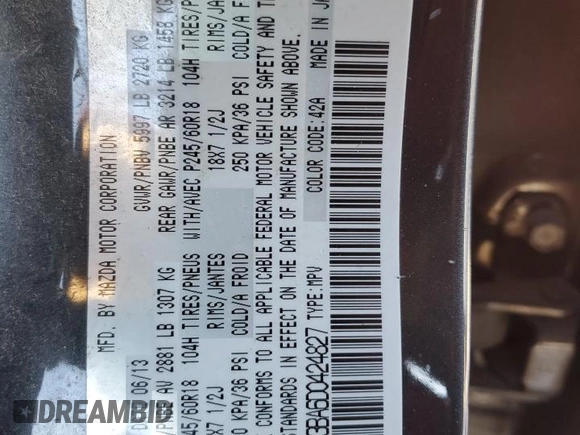 MFD. BY MAZDA MOTOR CORPORATION
06/13 GVWR/PNBV 5997 LB 2720 KG
AV 2881 LB 1307 KG REAR GAWR/PNBE AR 3214 LB 1458 KG
245/60R18 104H TIRES/PNEUS WITH/AVEC P245/60R18 104H TIRES/
7 1/2J RIMS/JANTES 18X7 1/2J RIMS/
KPA/36 PSI COLD/A FROID 250 KPA/36 PSI COLD/A
CONFORMS TO ALL APPLICABLE FEDERAL MOTOR VEHICLE SAFETY AND
STANDARDS IN EFFECT ON THE DATE OF MANUFACTURE SHOWN ABOVE.
MADE IN
COLOR CODE: 42A
3BA6D0424827 TYPE: MPV
DREAMBID.COM